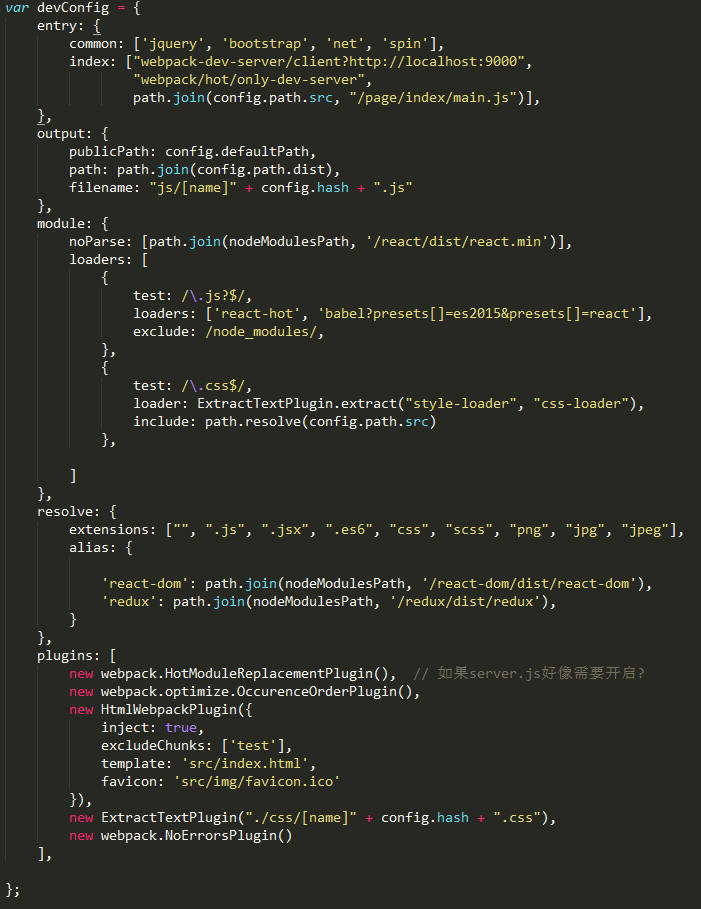 var devConfig = {
    entry: {
        common: ['jquery', 'bootstrap', 'net', 'spin'],
        index: ["webpack-dev-server/client?http://localhost:9000",
                "webpack/hot/only-dev-server",
                path.join(config.path.src, "/page/index/main.js")],
    },
    output: {
        publicPath: config.defaultPath,
        path: path.join(config.path.dist),
        filename: "js/[name]" + config.hash + ".js"
    },
    module: {
        noParse: [path.join(nodeModulesPath, '/react/dist/react.min')],
        loaders: [
            {
                test: /\.js?$/,
                loaders: ['react-hot', 'babel?presets[]=es2015&presets[]=react'],
                exclude: /node_modules/,
            },
            {
                test: /\.css$/,
                loader: ExtractTextPlugin.extract("style-loader", "css-loader"),
                include: path.resolve(config.path.src)
            },

        ]
    },
    resolve: {
        extensions: ["", ".js", ".jsx", ".es6", "css", "scss", "png", "jpg", "jpeg"],
        alias: {

            'react-dom': path.join(nodeModulesPath, '/react-dom/dist/react-dom'),
            'redux': path.join(nodeModulesPath, '/redux/dist/redux'),
        }
    },
    plugins: [
        new webpack.HotModuleReplacementPlugin(),  // 如果server.js好像需要开启?
        new webpack.optimize.OccurenceOrderPlugin(),
        new HtmlWebpackPlugin({
            inject: true,
            excludeChunks: ['test'],
            template: 'src/index.html',
            favicon: 'src/img/favicon.ico'
        }),
        new ExtractTextPlugin("./css/[name]" + config.hash + ".css"),
        new webpack.NoErrorsPlugin()
    ],

};